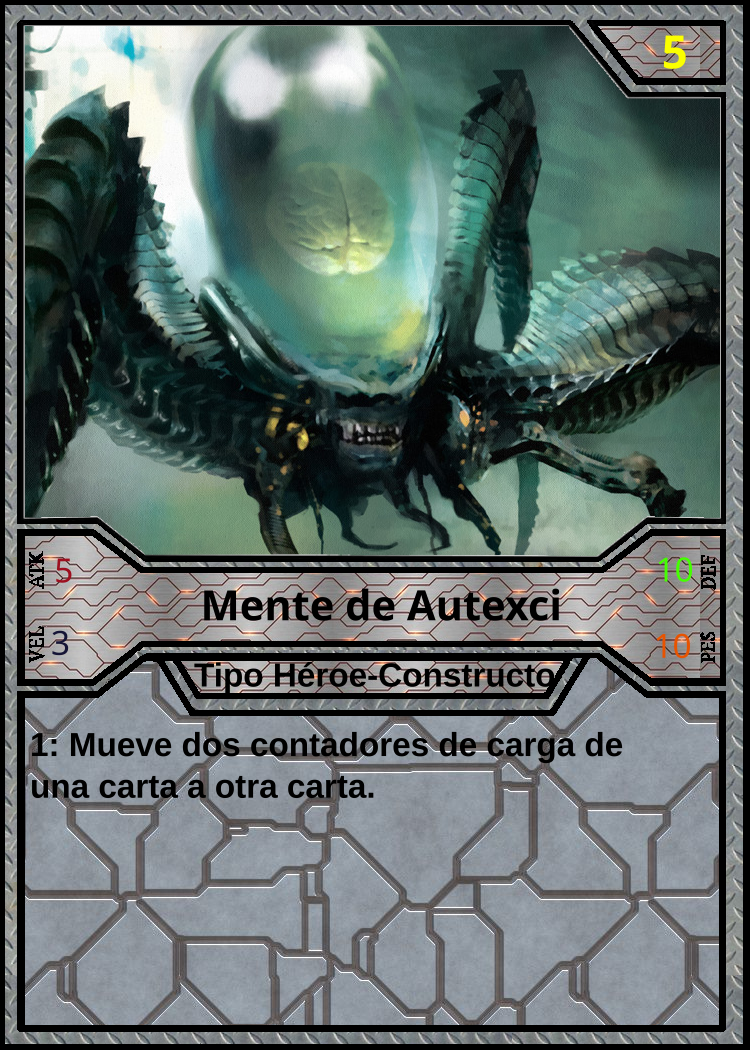 5
ATK 5
10 DEF
Mente de Autexci
VEL 3
10 PES
Tipo Héroe-Constructo
1: Mueve dos contadores de carga de
una carta a otra carta.